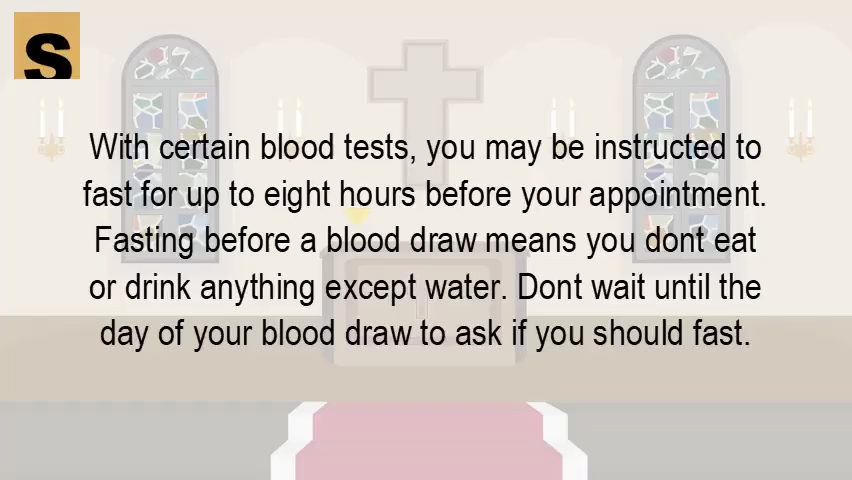 S
With certain blood tests, you may be instructed to
fast for up to eight hours before your appointment.
Fasting before a blood draw means you dont eat
or drink anything except water. Dont wait until the
day of your blood draw to ask if you should fast.